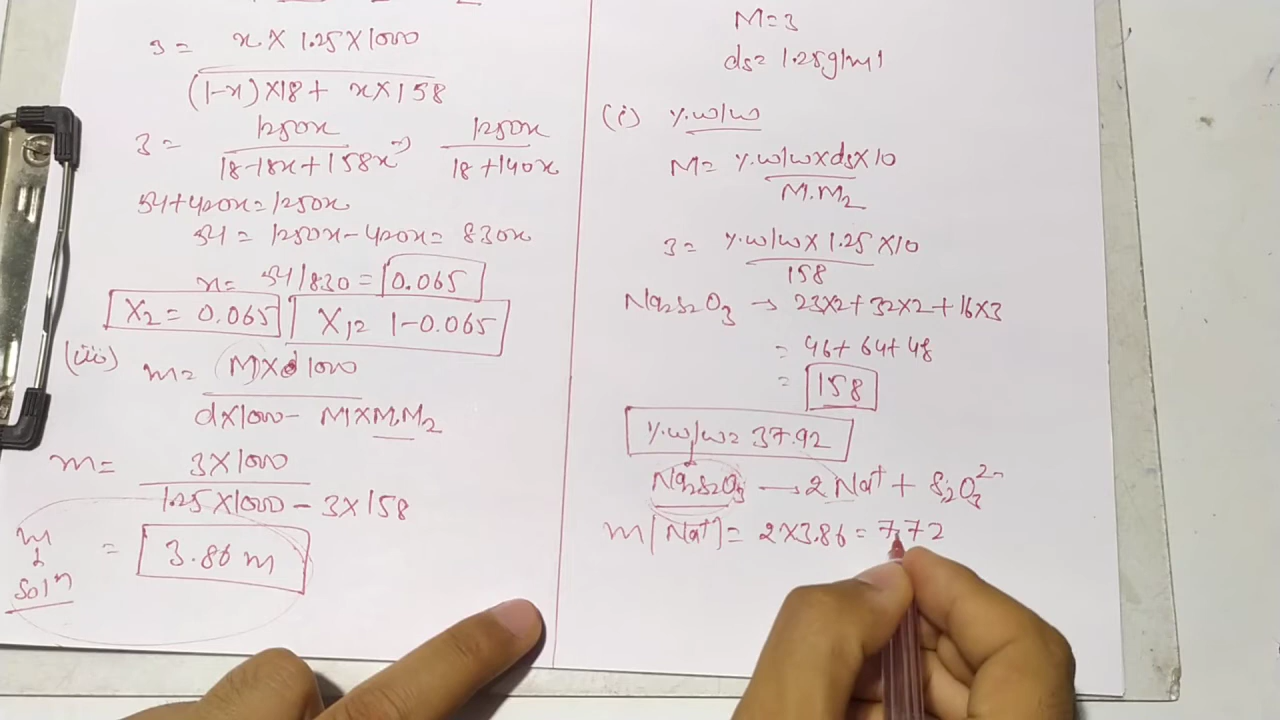 3 = x × 1.25 × 1000
(1-x) × 18 + x × 158
3 = 1250x / 18-18x+158x ⇒ 1250x / 18+140x
54+420x = 1250x
54 = 1250x - 420x = 830x
x = 54/830 = 0.065
X2 = 0.065 X1 = 1-0.065
(iii)
m = M × 1000
d×1000 - M×M.M2
m = 3×1000
1.25×1000 - 3×158
= 3.86 m
m
↓
Solⁿ
M=3
ds= 1.25g/ml
(i) %.w/w
M= %.w/w×ds×10
M.M2
3 = %.w/w × 1.25 ×10
158
Na2S2O3 → 23×2+32×2+16×3
= 46+64+48
= 158
%.w/w= 37.92
Na2S2O3 → 2Na⁺ + S2O3²⁻
m[Na⁺] = 2×3.86 = 7.72